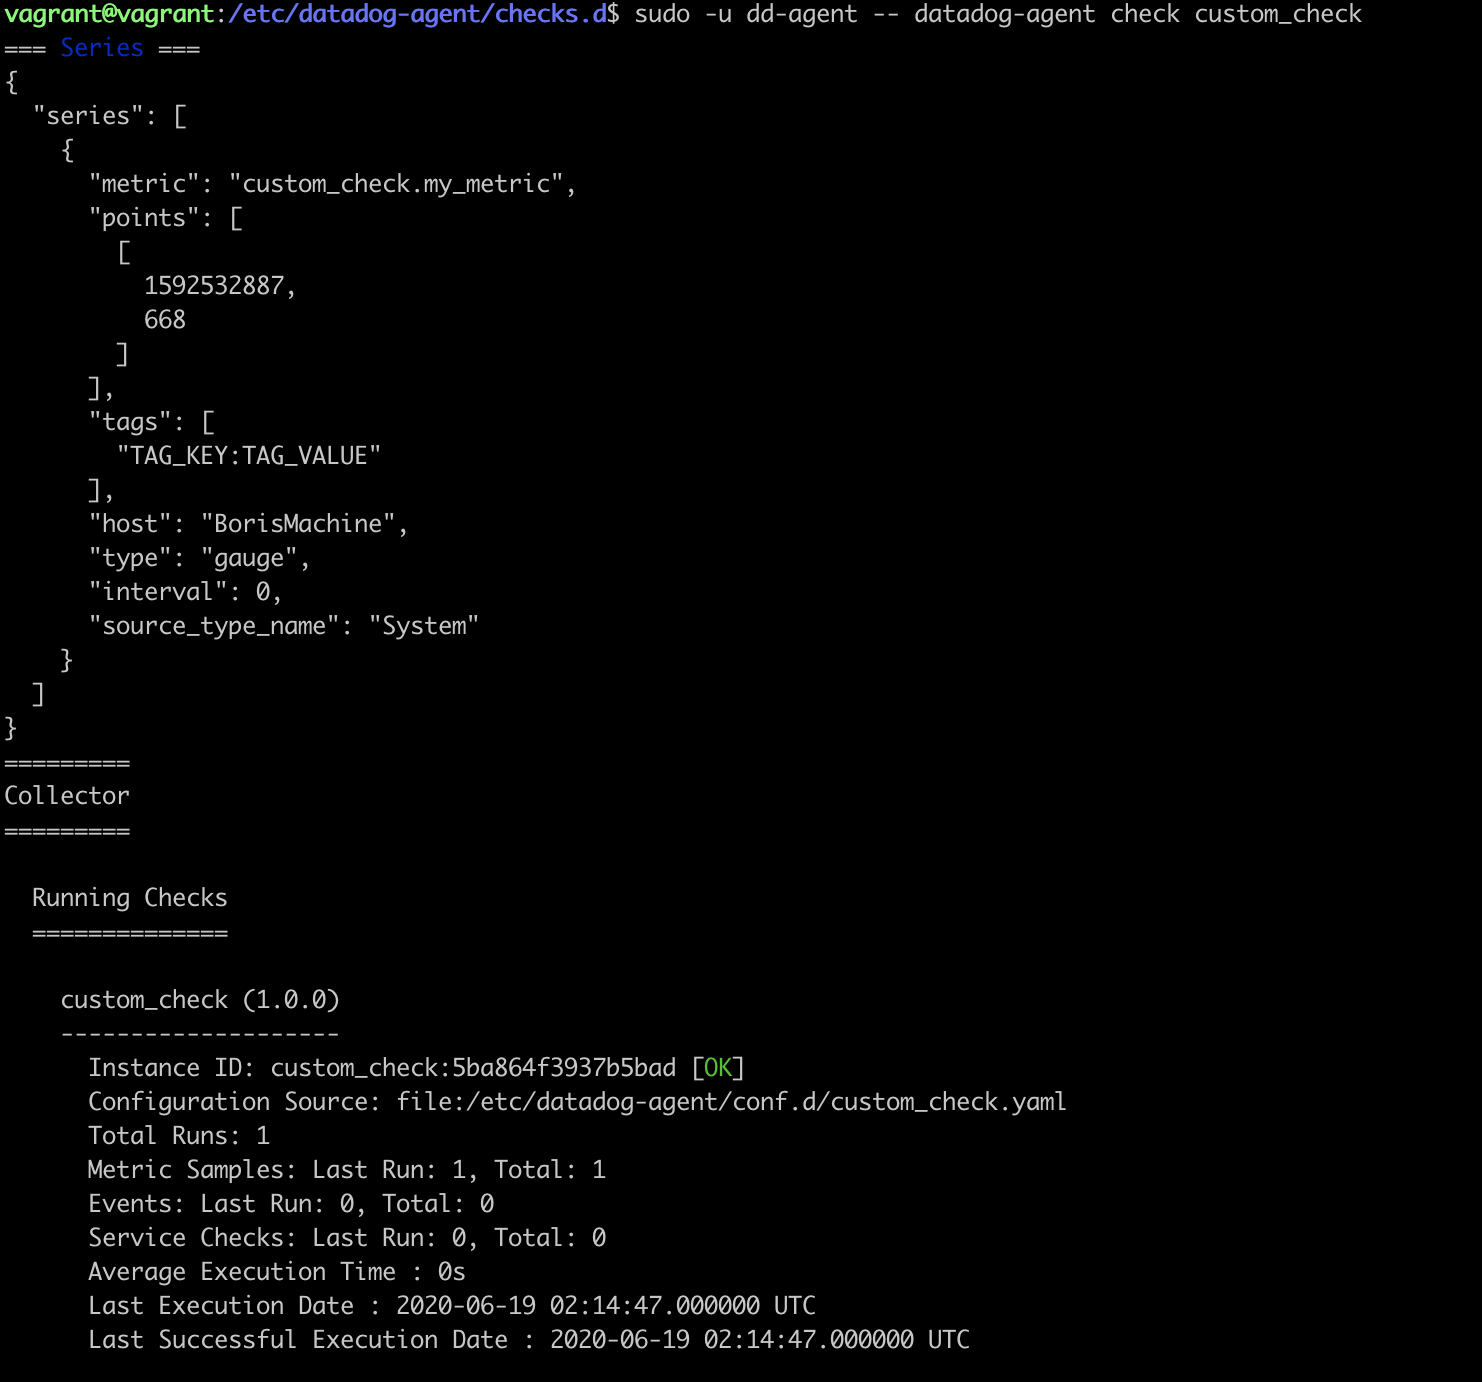 vagrant@vagrant:/etc/datadog-agent/checks.d$ sudo -u dd-agent -- datadog-agent check custom_check
=== Series ===
{
  "series": [
    {
      "metric": "custom_check.my_metric",
      "points": [
        [
          1592532887,
          668
        ]
      ],
      "tags": [
        "TAG_KEY:TAG_VALUE"
      ],
      "host": "BorisMachine",
      "type": "gauge",
      "interval": 0,
      "source_type_name": "System"
    }
  ]
}
=========
Collector
=========

  Running Checks
  ==============

    custom_check (1.0.0)
    --------------------
      Instance ID: custom_check:5ba864f3937b5bad [OK]
      Configuration Source: file:/etc/datadog-agent/conf.d/custom_check.yaml
      Total Runs: 1
      Metric Samples: Last Run: 1, Total: 1
      Events: Last Run: 0, Total: 0
      Service Checks: Last Run: 0, Total: 0
      Average Execution Time : 0s
      Last Execution Date : 2020-06-19 02:14:47.000000 UTC
      Last Successful Execution Date : 2020-06-19 02:14:47.000000 UTC